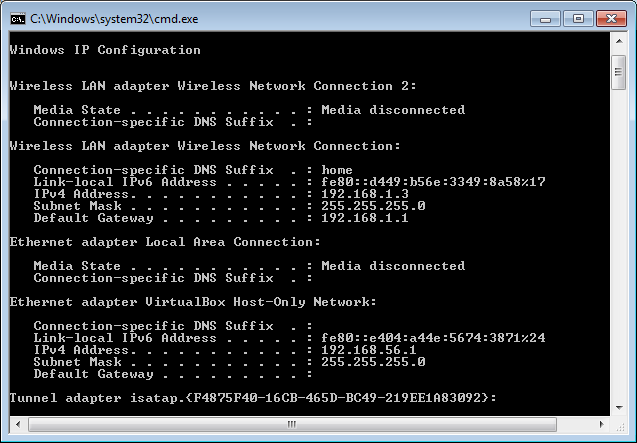 C:\Windows\system32\cmd.exe
Windows IP Configuration
Wireless LAN adapter Wireless Network Connection 2:
Media State . . . . . . . . . . . : Media disconnected
Connection-specific DNS Suffix  . :
Wireless LAN adapter Wireless Network Connection:
Connection-specific DNS Suffix  . : home
Link-local IPv6 Address . . . . . : fe80::d449:b56e:3349:8a58%17
IPv4 Address. . . . . . . . . . . : 192.168.1.3
Subnet Mask . . . . . . . . . . . : 255.255.255.0
Default Gateway . . . . . . . . . : 192.168.1.1
Ethernet adapter Local Area Connection:
Media State . . . . . . . . . . . : Media disconnected
Connection-specific DNS Suffix  . :
Ethernet adapter VirtualBox Host-Only Network:
Connection-specific DNS Suffix  . :
Link-local IPv6 Address . . . . . : fe80::e404:a44e:5674:3871%24
IPv4 Address. . . . . . . . . . . : 192.168.56.1
Subnet Mask . . . . . . . . . . . : 255.255.255.0
Default Gateway . . . . . . . . . :
Tunnel adapter isatap.{F4875F40-16CB-465D-BC49-219EE1A83092}: